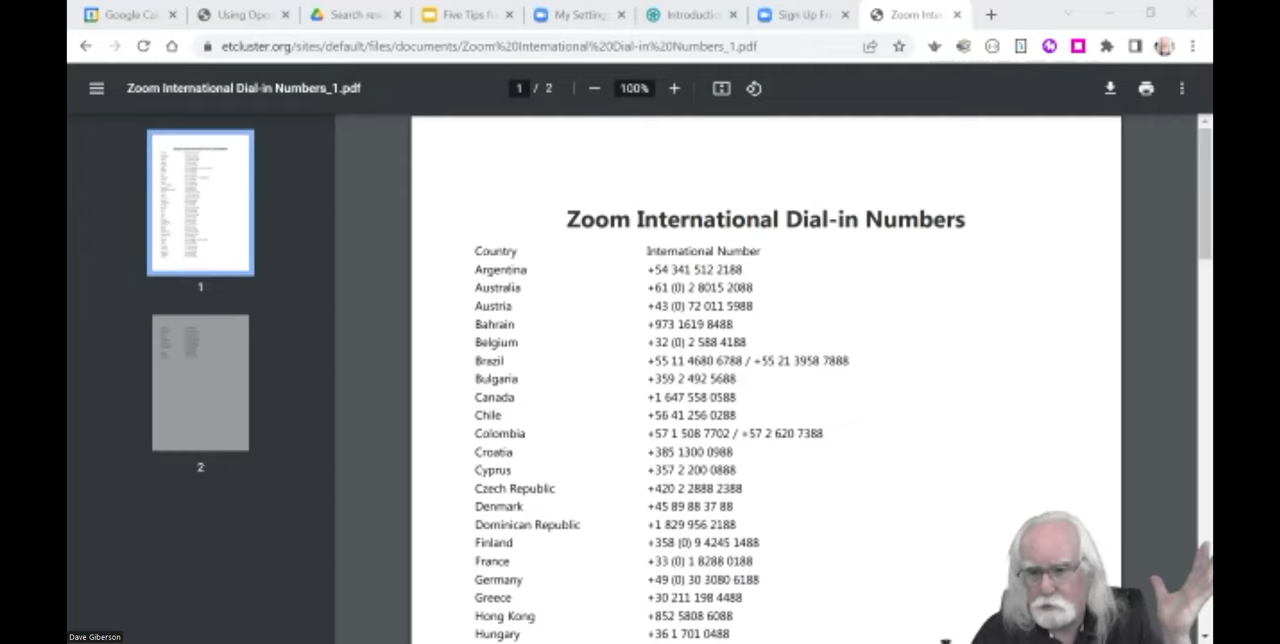 Google Cal
Using Ope
Search res
Five Tips f
My Setting
Introductio
Sign Up Fr
Zoom Inte
etcluster.org/sites/default/files/documents/Zoom%20International%20Dial-in%20Numbers_1.pdf
Zoom International Dial-in Numbers_1.pdf
1 / 2
100%
1
2
Zoom International Dial-in Numbers
Country International Number
Argentina +54 341 512 2188
Australia +61 (0) 2 8015 2088
Austria +43 (0) 72 011 5988
Bahrain +973 1619 8488
Belgium +32 (0) 2 588 4188
Brazil +55 11 4680 6788 / +55 21 3958 7888
Bulgaria +359 2 492 5688
Canada +1 647 558 0588
Chile +56 41 256 0288
Colombia +57 1 508 7702 / +57 2 620 7388
Croatia +385 1300 0988
Cyprus +357 2 200 0888
Czech Republic +420 2 2888 2388
Denmark +45 89 88 37 88
Dominican Republic +1 829 956 2188
Finland +358 (0) 9 4245 1488
France +33 (0) 1 8288 0188
Germany +49 (0) 30 3080 6188
Greece +30 211 198 4488
Hong Kong +852 5808 6088
Hungary +36 1 701 0488
Dave Giberson